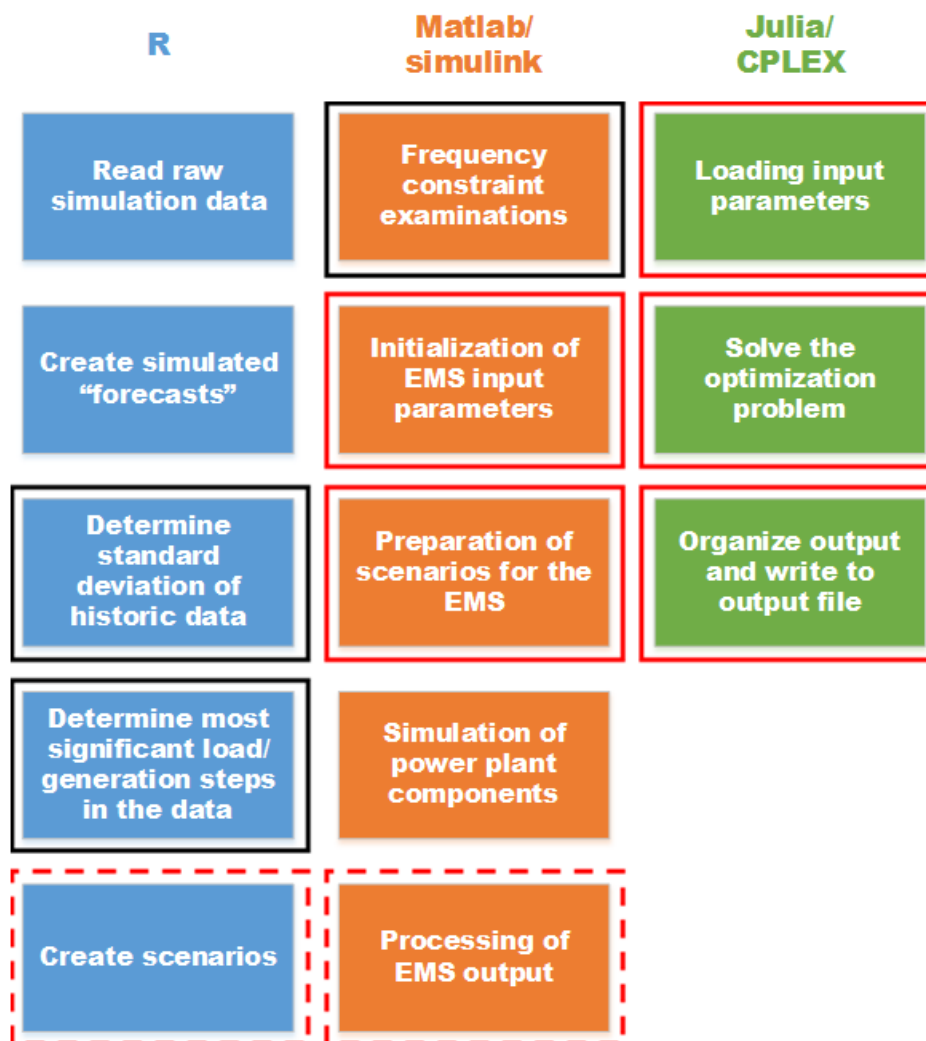 R
Matlab/
simulink
Julia/
CPLEX
Read raw
simulation data
Frequency
constraint
examinations
Loading input
parameters
Create simulated
“forecasts”
Initialization of
EMS input
parameters
Solve the
optimization
problem
Determine
standard
deviation of
historic data
Preparation of
scenarios for the
EMS
Organize output
and write to
output file
Determine most
significant load/
generation steps
in the data
Simulation of
power plant
components
Create scenarios
Processing of
EMS output